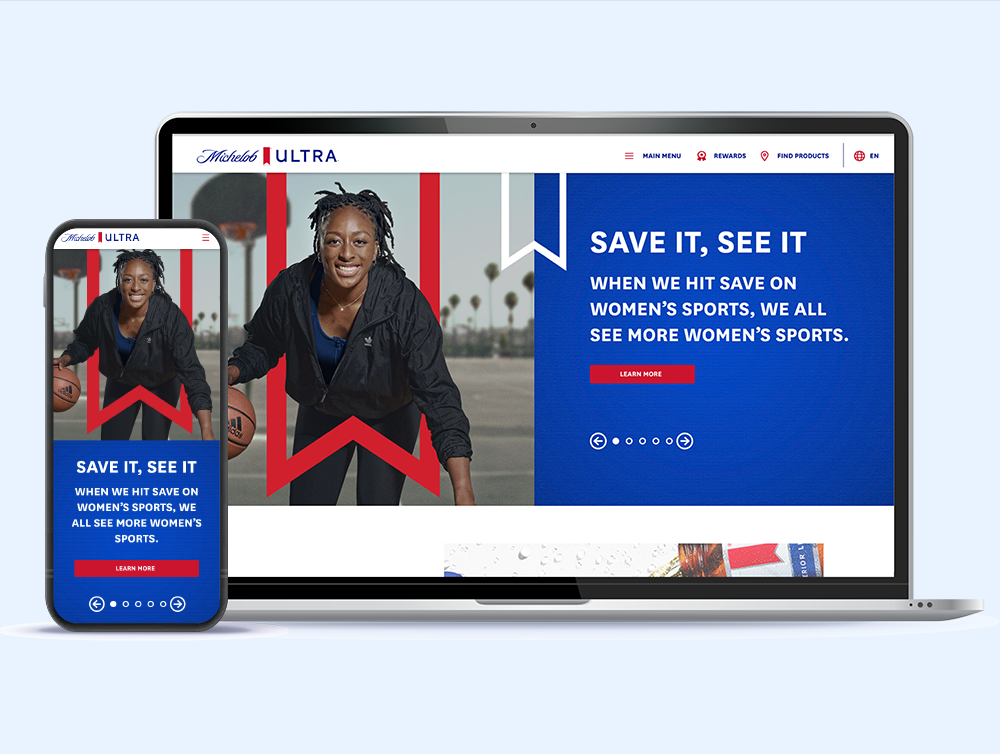 Michelob ULTRA
MAIN MENU
REWARDS
FIND PRODUCTS
EN
SAVE IT, SEE IT
WHEN WE HIT SAVE ON
WOMEN'S SPORTS, WE ALL
SEE MORE WOMEN'S SPORTS.
LEARN MORE
adidas
Michelob ULTRA
SAVE IT, SEE IT
WHEN WE HIT SAVE ON
WOMEN'S SPORTS, WE
ALL SEE MORE WOMEN'S
SPORTS.
LEARN MORE